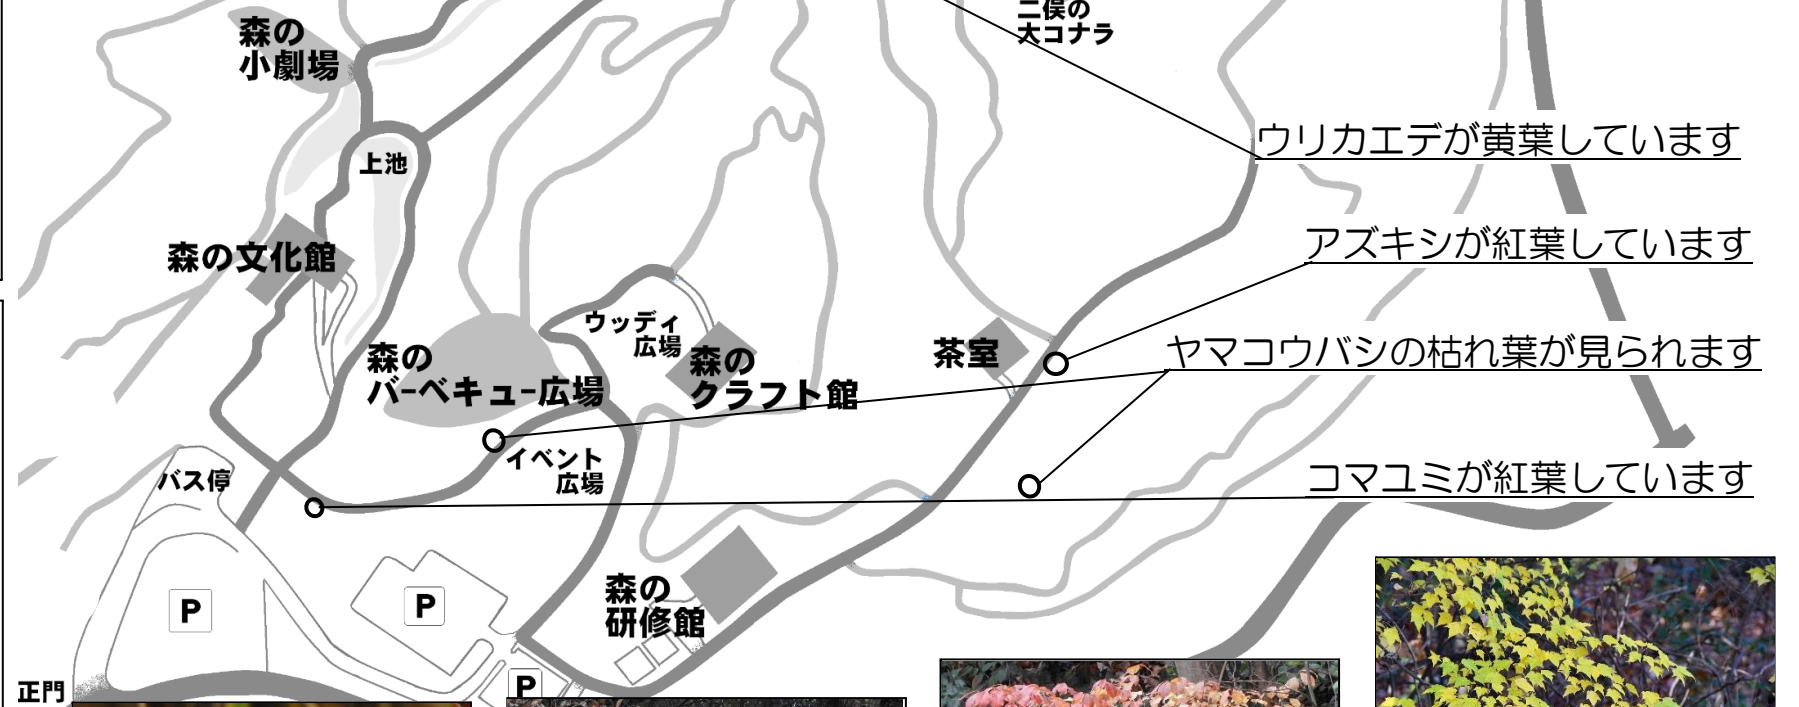 二俣の
大コナラ
森の
小劇場
ウリカエデが黄葉しています
上池
アズキシが紅葉しています
森の文化館
ウッディ
広場
森の
クラフト館
茶室
ヤマコウバシの枯れ葉が見られます
森の
バーベキュー広場
イベント
広場
バス停
コマユミが紅葉しています
森の
研修館
P
P
P
正門